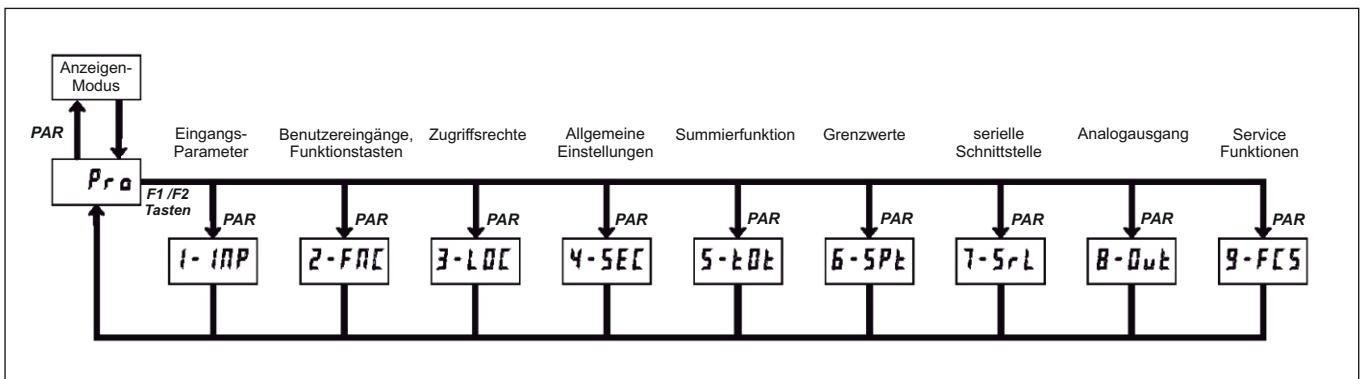 Anzeigen-
Modus
PAR
Pro
F1 /F2
Tasten
Eingangs-
Parameter
Benutzereingänge,
Funktionstasten
Zugriffsrechte
Allgemeine
Einstellungen
Summierfunktion
Grenzwerte
serielle
Schnittstelle
Analogausgang
Service
Funktionen
PAR
PAR
PAR
PAR
PAR
PAR
PAR
PAR
PAR
1-INP
2-FNC
3-LOC
4-SEC
5-tOt
6-SPt
7-SrL
8-Out
9-FCS